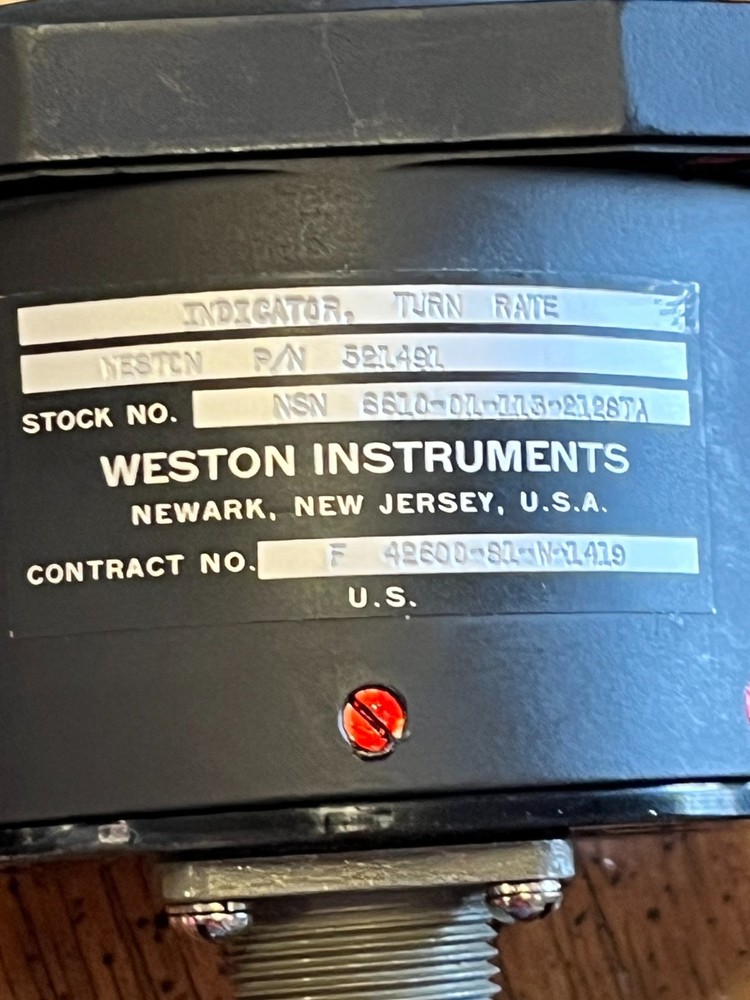 INDICATOR, TURN RATE
WESTON P/N 521491
STOCK NO. NSN 6610-01-113-2128TA
WESTON INSTRUMENTS
NEWARK, NEW JERSEY, U.S.A.
CONTRACT NO. F 42600-81-W-1419
U.S.